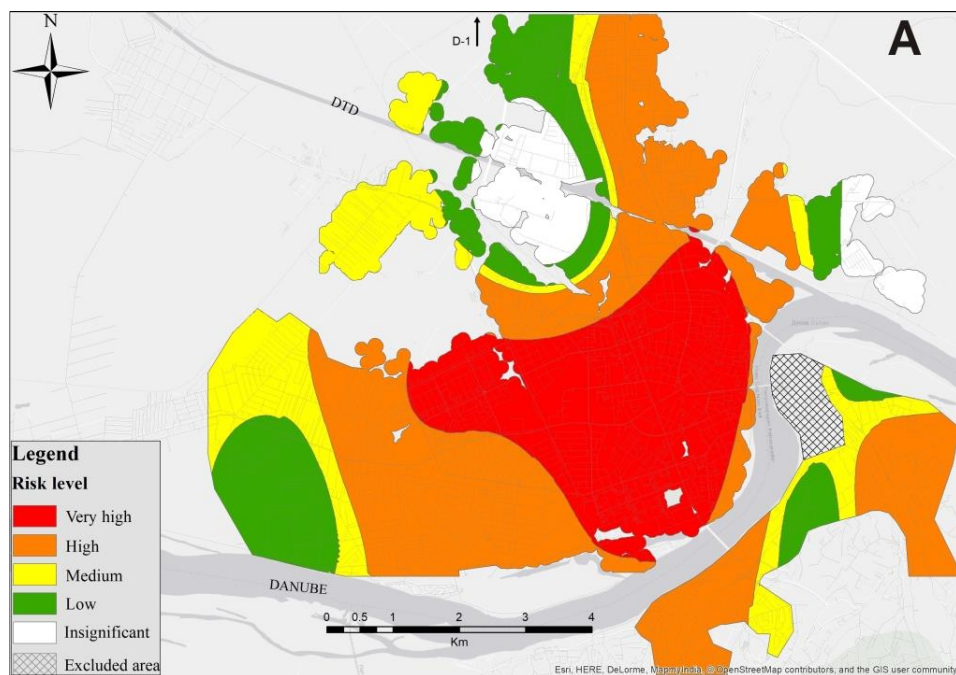 D-1
A
DTD
Legend
Risk level
Very high
High
Medium
Low
Insignificant
Excluded area
DANUBE
0 0.5 1 2 3 4
Km
Esri, HERE, DeLorme, MapmyIndia, © OpenStreetMap contributors, and the GIS user community